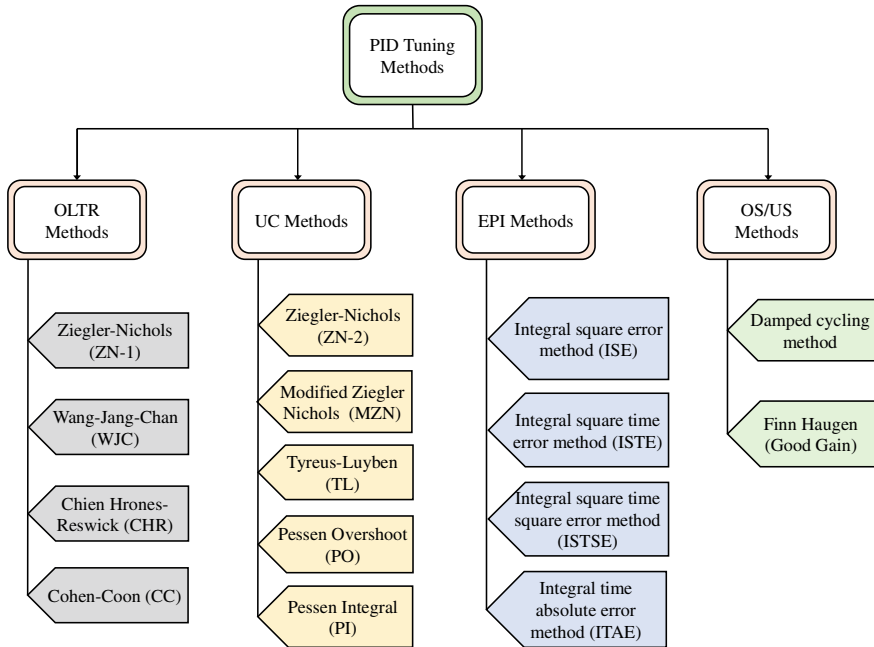 PID Tuning
Methods
OLTR
Methods
UC Methods
EPI Methods
OS/US
Methods
Ziegler-Nichols
(ZN-1)
Wang-Jang-Chan
(WJC)
Chien Hrones-
Reswick (CHR)
Cohen-Coon (CC)
Ziegler-Nichols
(ZN-2)
Modified Ziegler
Nichols (MZN)
Tyreus-Luyben
(TL)
Pessen Overshoot
(PO)
Pessen Integral
(PI)
Integral square error
method (ISE)
Integral square time
error method (ISTE)
Integral square time
square error method
(ISTSE)
Integral time
absolute error
method (ITAE)
Damped cycling
method
Finn Haugen
(Good Gain)